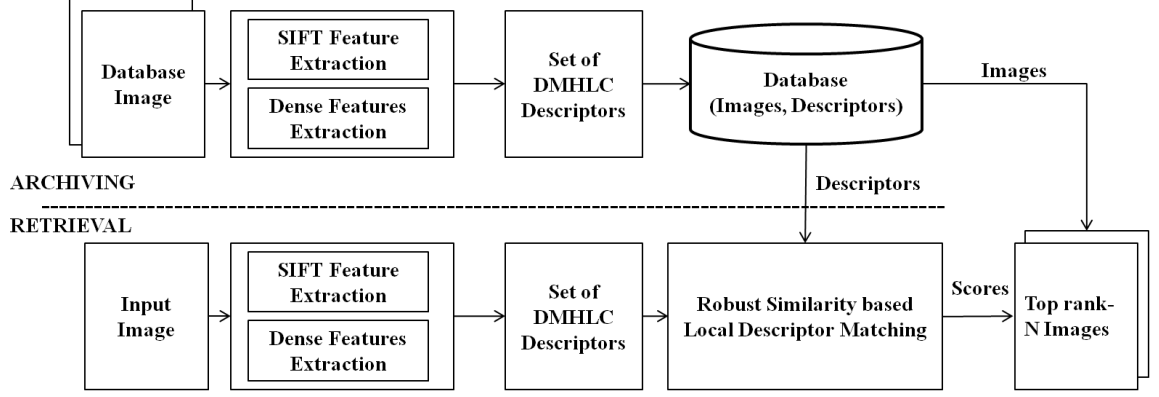 Database
Image
SIFT Feature
Extraction
Dense Features
Extraction
Set of
DMHLC
Descriptors
Database
(Images, Descriptors)
Images
ARCHIVING
Descriptors
RETRIEVAL
Input
Image
SIFT Feature
Extraction
Dense Features
Extraction
Set of
DMHLC
Descriptors
Robust Similarity based
Local Descriptor Matching
Scores
Top rank-
N Images